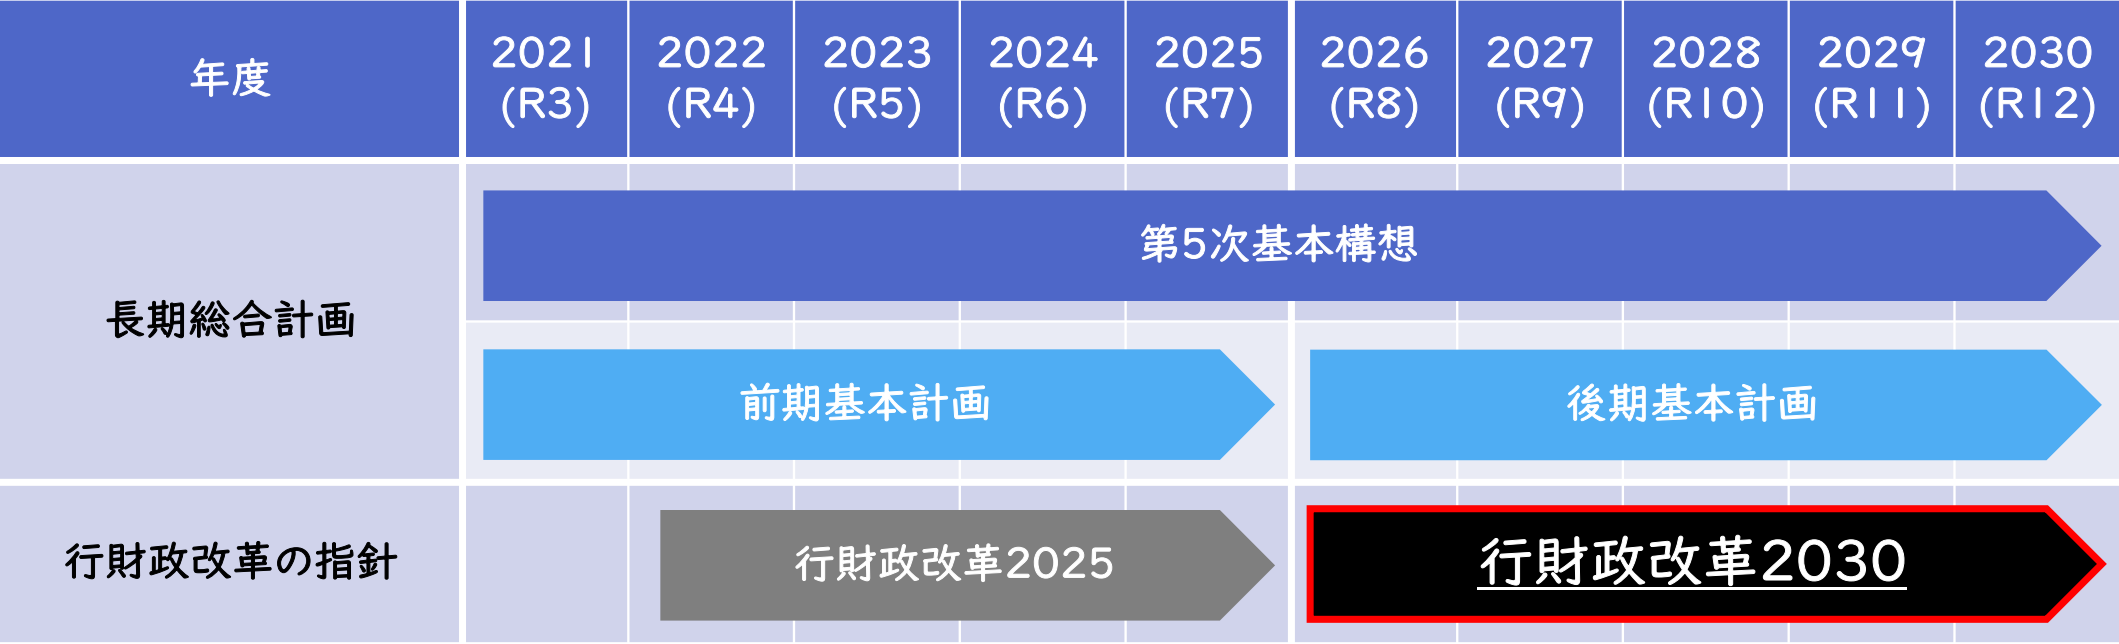 年度
2021
(R3)
2022
(R4)
2023
(R5)
2024
(R6)
2025
(R7)
2026
(R8)
2027
(R9)
2028
(R10)
2029
(R11)
2030
(R12)
長期総合計画
第5次基本構想
前期基本計画
後期基本計画
行財政改革の指針
行財政改革2025
行財政改革2030